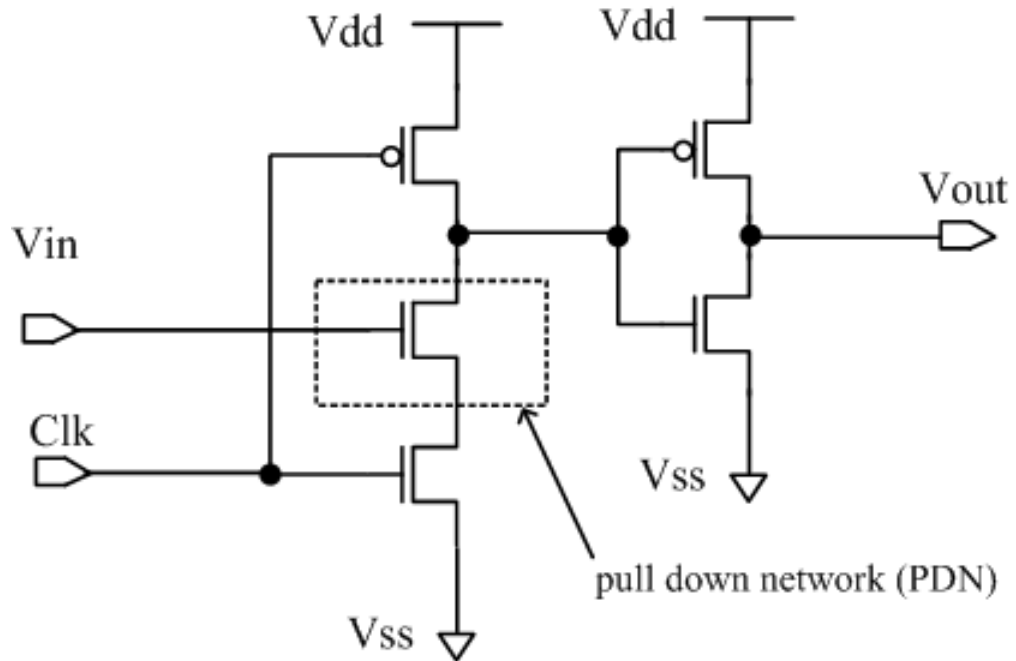 Vdd
Vdd
Vout
Vin
Clk
Vss
pull down network (PDN)
Vss